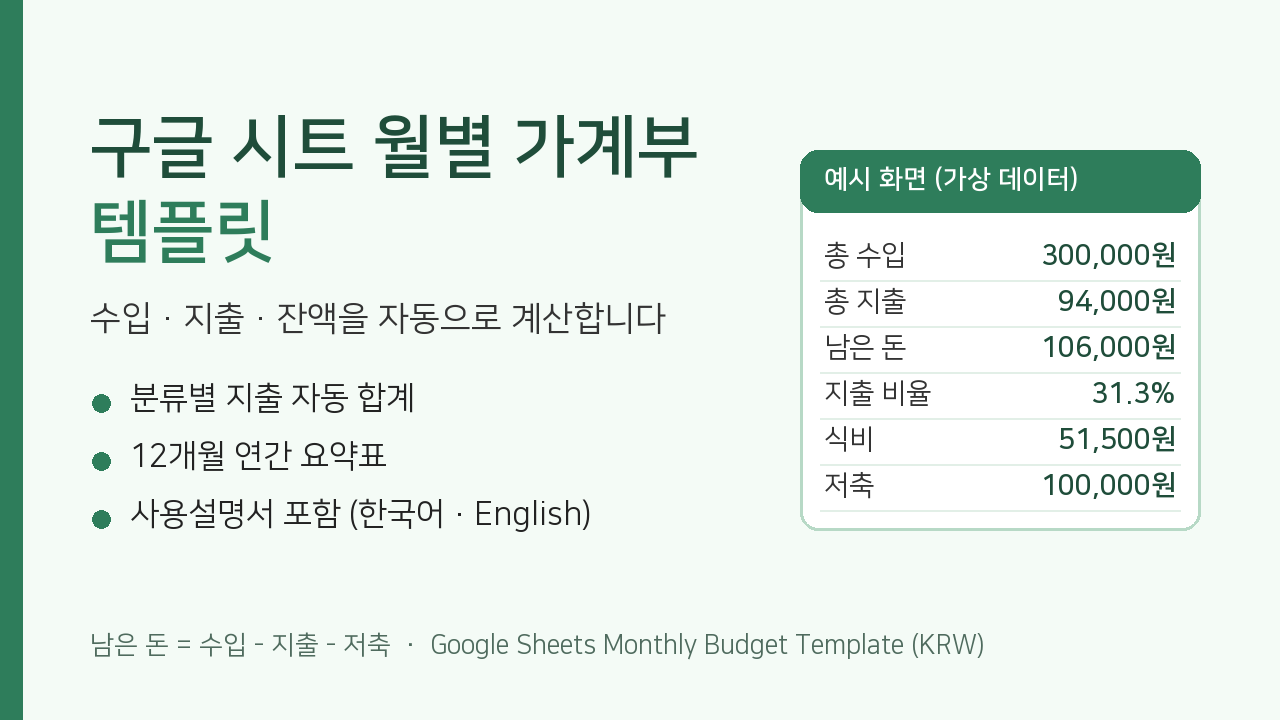 구글 시트 월별 가계부
템플릿
수입 · 지출 · 잔액을 자동으로 계산합니다
분류별 지출 자동 합계
12개월 연간 요약표
사용설명서 포함 (한국어 · English)
예시 화면 (가상 데이터)
총 수입 300,000원
총 지출 94,000원
남은 돈 106,000원
지출 비율 31.3%
식비 51,500원
저축 100,000원
남은 돈 = 수입 - 지출 - 저축 · Google Sheets Monthly Budget Template (KRW)